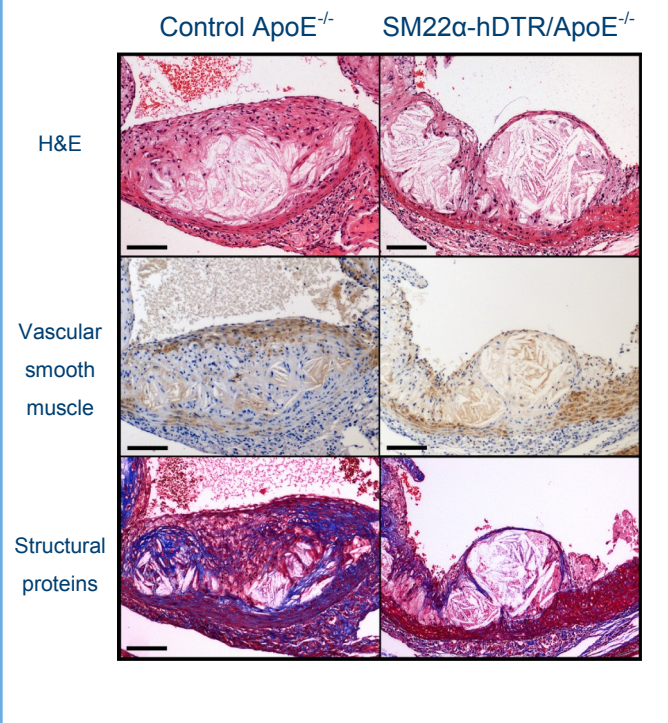 Control ApoE-/-
SM22α-hDTR/ApoE-/-
H&E
Vascular
smooth
muscle
Structural
proteins